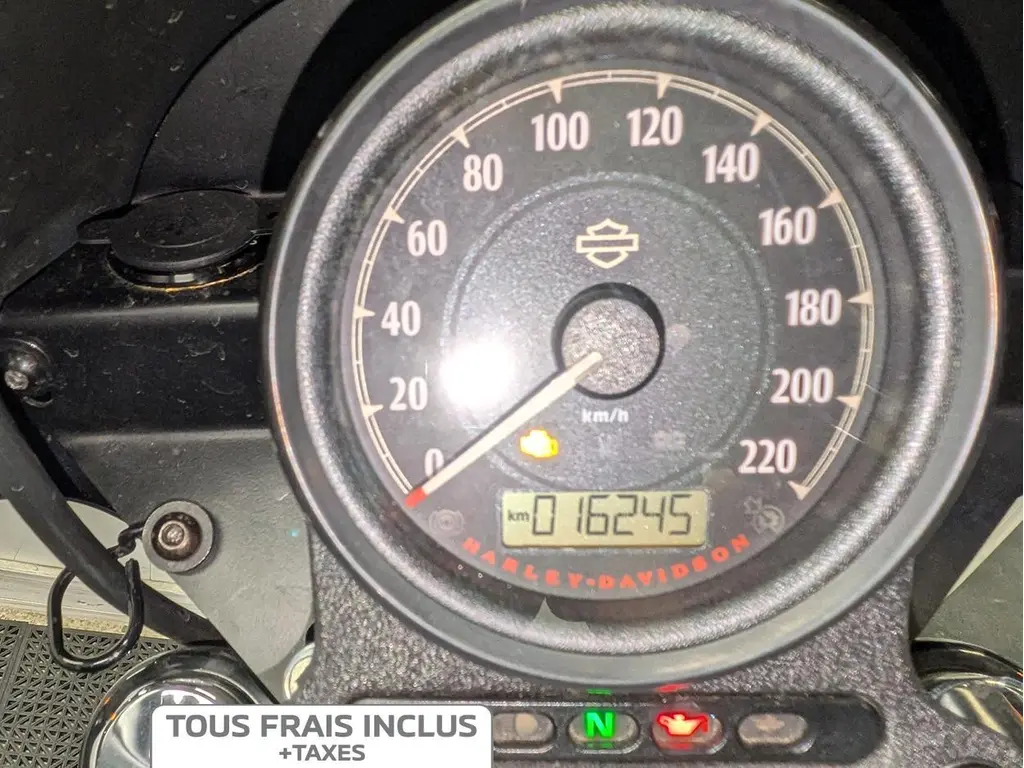 100 120
80 140
60 160
40 180
20 200
km/h
0 220
km 016245
HARLEY-DAVIDSON
N
TOUS FRAIS INCLUS
+TAXES